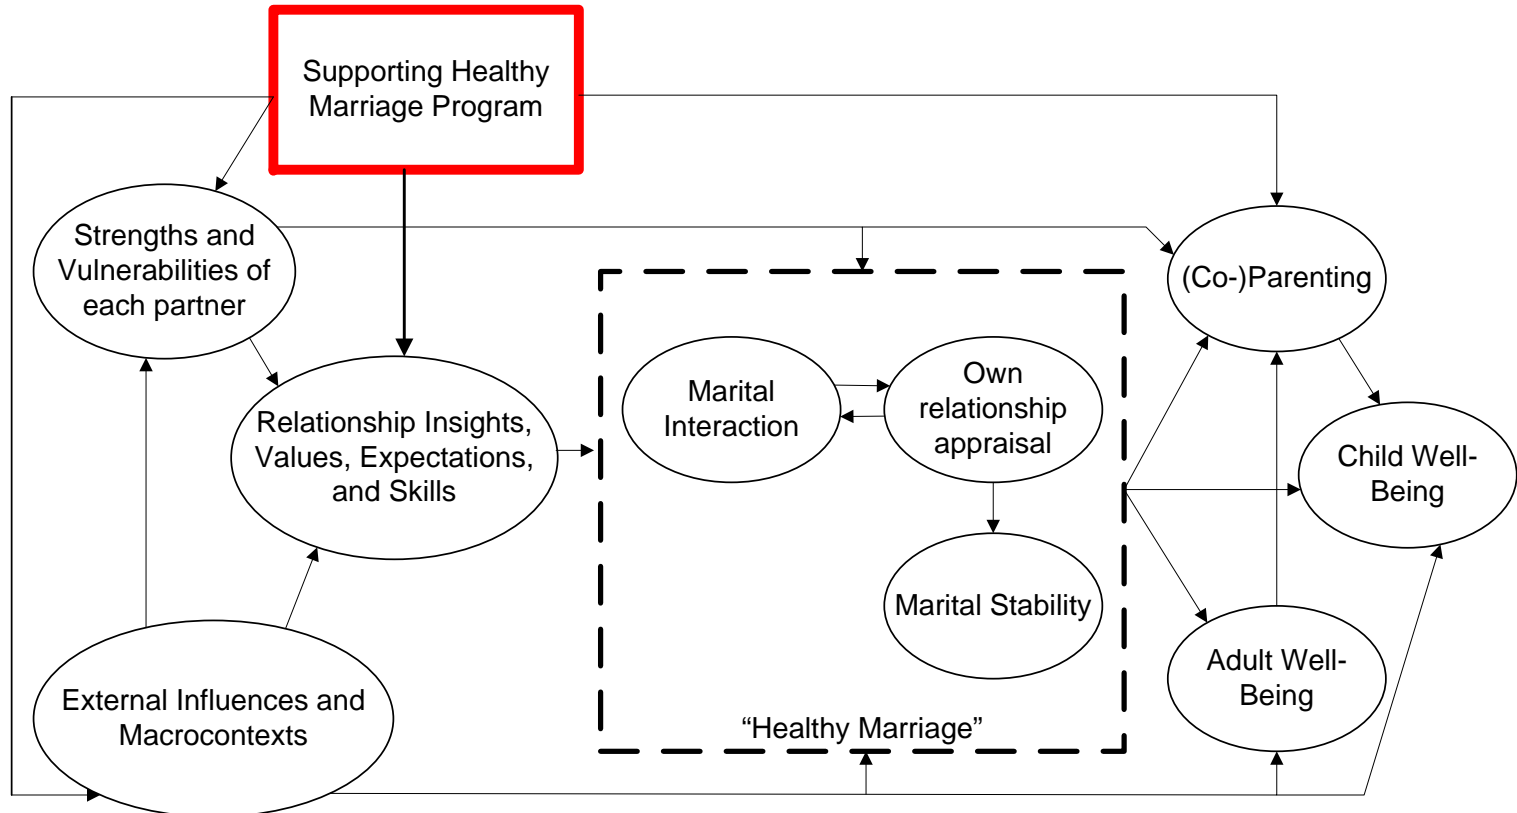 Supporting Healthy
Marriage Program
Strengths and
Vulnerabilities of
each partner
(Co-)Parenting
Relationship Insights,
Values, Expectations,
and Skills
Marital
Interaction
Own
relationship
appraisal
Child Well-
Being
Marital Stability
Adult Well-
Being
External Influences and
Macrocontexts
“Healthy Marriage”